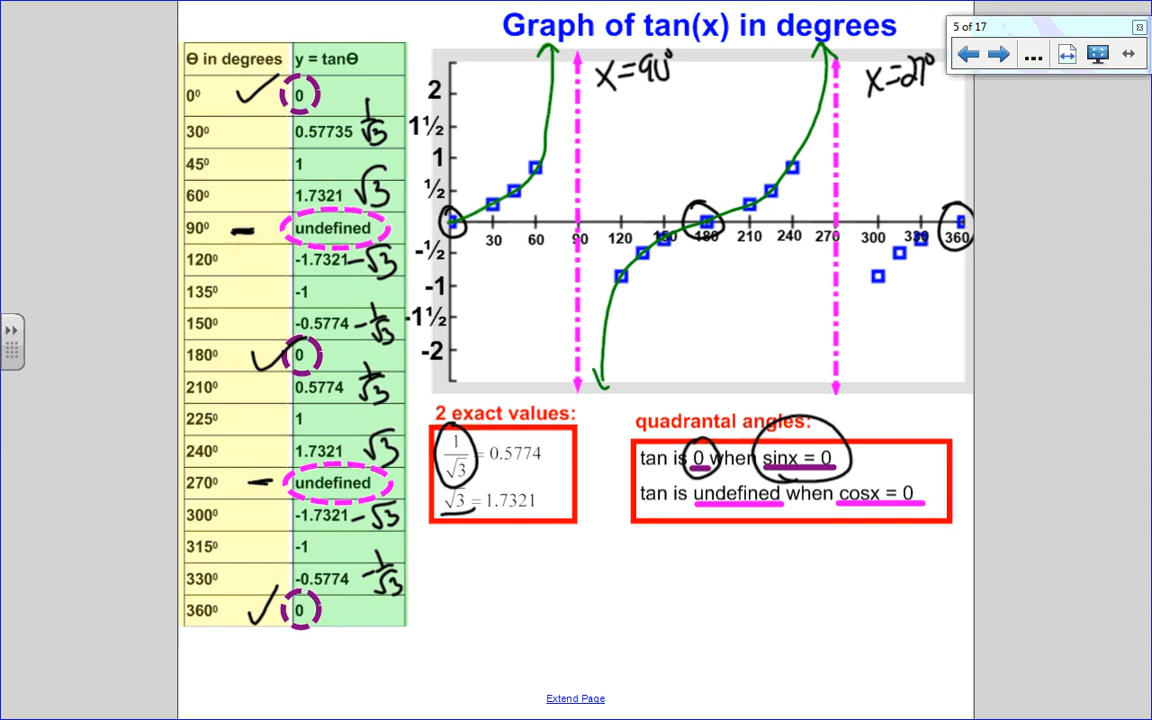 Graph of tan(x) in degrees
5 of 17
Ɵ in degrees y = tanƟ
0⁰ 0
30⁰ 0.57735 1/√3
45⁰ 1
60⁰ 1.7321 √3
90⁰ undefined
120⁰ -1.7321 -√3
135⁰ -1
150⁰ -0.5774 -1/√3
180⁰ 0
210⁰ 0.5774 1/√3
225⁰ 1
240⁰ 1.7321 √3
270⁰ undefined
300⁰ -1.7321 -√3
315⁰ -1
330⁰ -0.5774 -1/√3
360⁰ 0
x=90°
x=27°
2
1½
1
½
30 60 90 120 150 180 210 240 270 300 330 360
-½
-1
-1½
-2
2 exact values:
1/√3 = 0.5774
√3 = 1.7321
quadrantal angles:
tan is 0 when sinx = 0
tan is undefined when cosx = 0
Extend Page